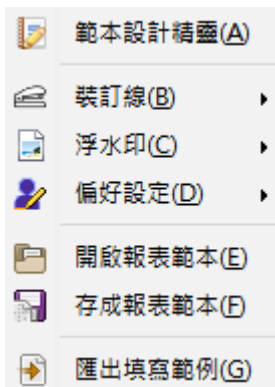 範本設計精靈(A)
裝訂線(B)
浮水印(C)
偏好設定(D)
開啟報表範本(E)
存成報表範本(F)
匯出填寫範例(G)